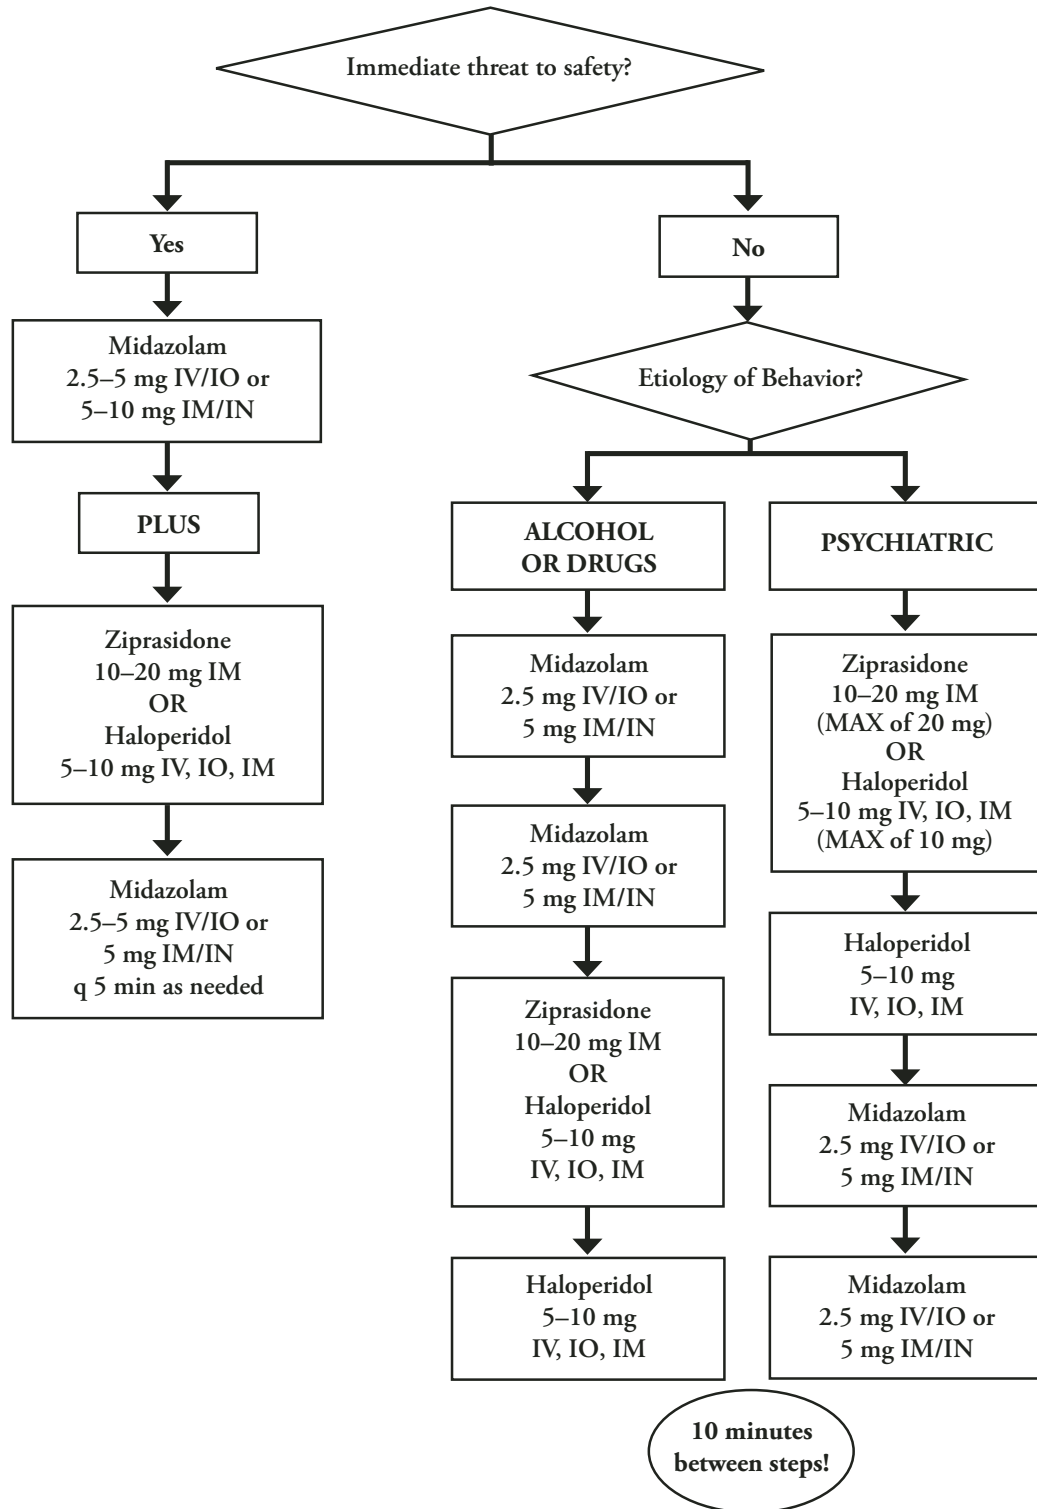 Immediate threat to safety?
Yes
No
Midazolam
2.5–5 mg IV/IO or
5–10 mg IM/IN
Etiology of Behavior?
PLUS
ALCOHOL
OR DRUGS
PSYCHIATRIC
Ziprasidone
10–20 mg IM
OR
Haloperidol
5–10 mg IV, IO, IM
Midazolam
2.5–5 mg IV/IO or
5 mg IM/IN
q 5 min as needed
Midazolam
2.5 mg IV/IO or
5 mg IM/IN
Midazolam
2.5 mg IV/IO or
5 mg IM/IN
Ziprasidone
10–20 mg IM
OR
Haloperidol
5–10 mg
IV, IO, IM
Haloperidol
5–10 mg
IV, IO, IM
Ziprasidone
10–20 mg IM
(MAX of 20 mg)
OR
Haloperidol
5–10 mg IV, IO, IM
(MAX of 10 mg)
Haloperidol
5–10 mg
IV, IO, IM
Midazolam
2.5 mg IV/IO or
5 mg IM/IN
Midazolam
2.5 mg IV/IO or
5 mg IM/IN
10 minutes
between steps!